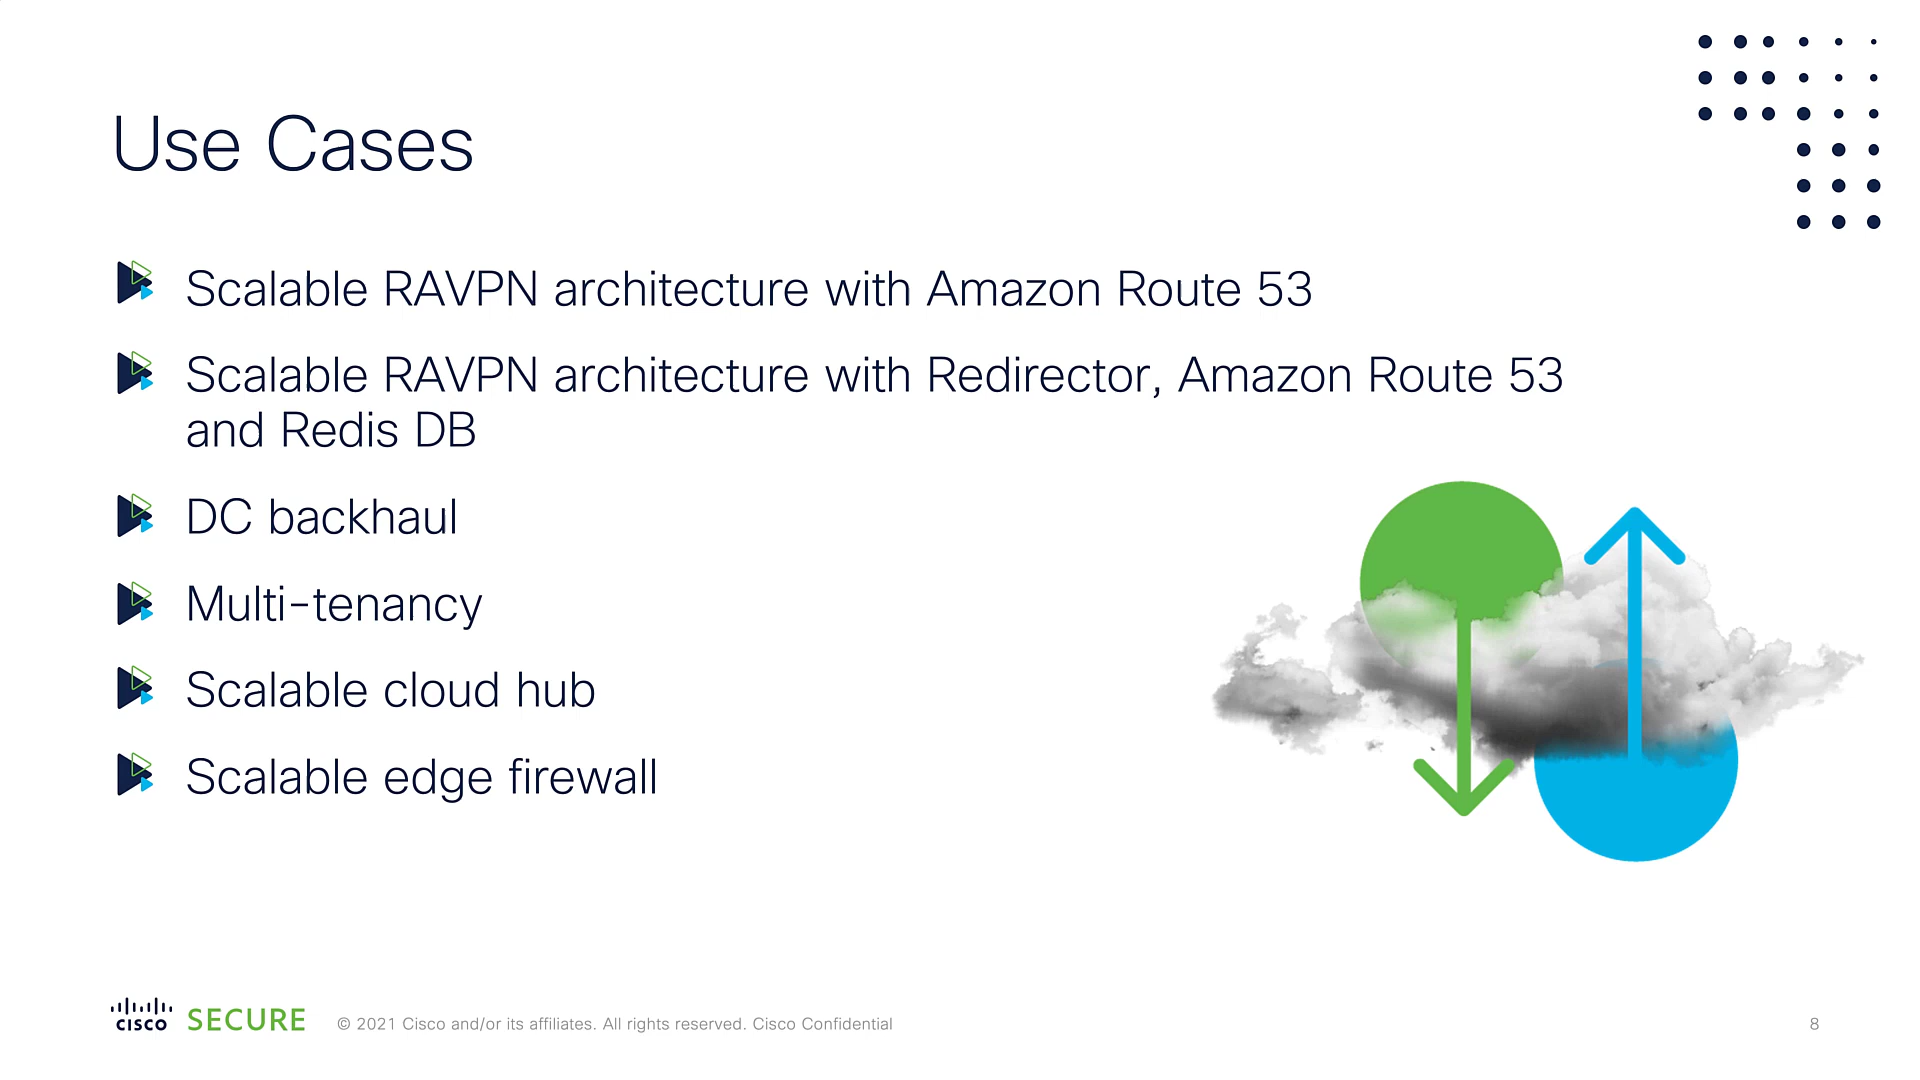 Use Cases
Scalable RAVPN architecture with Amazon Route 53
Scalable RAVPN architecture with Redirector, Amazon Route 53
and Redis DB
DC backhaul
Multi-tenancy
Scalable cloud hub
Scalable edge firewall
CISCO SECURE © 2021 Cisco and/or its affiliates. All rights reserved. Cisco Confidential 8